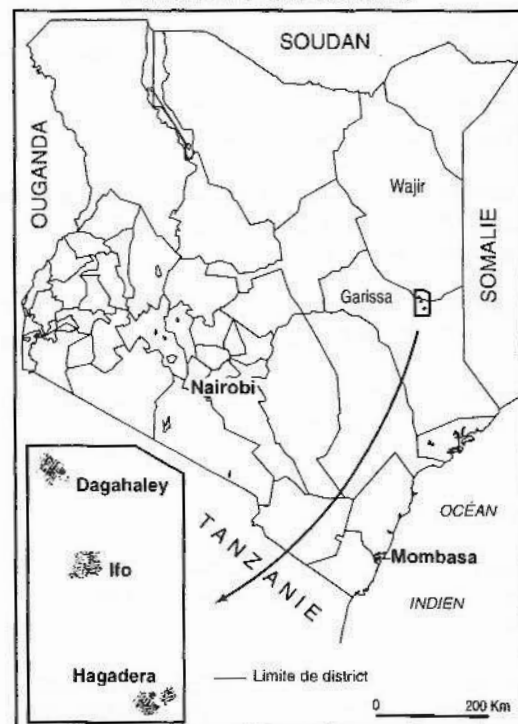 SOUDAN
OUGANDA
Wajir
SOMALIE
Garissa
Nairobi
Dagahaley
OCÉAN
TANZANIE
Ifo
Mombasa
INDIEN
Hagadera
Limite de district
0 200 Km